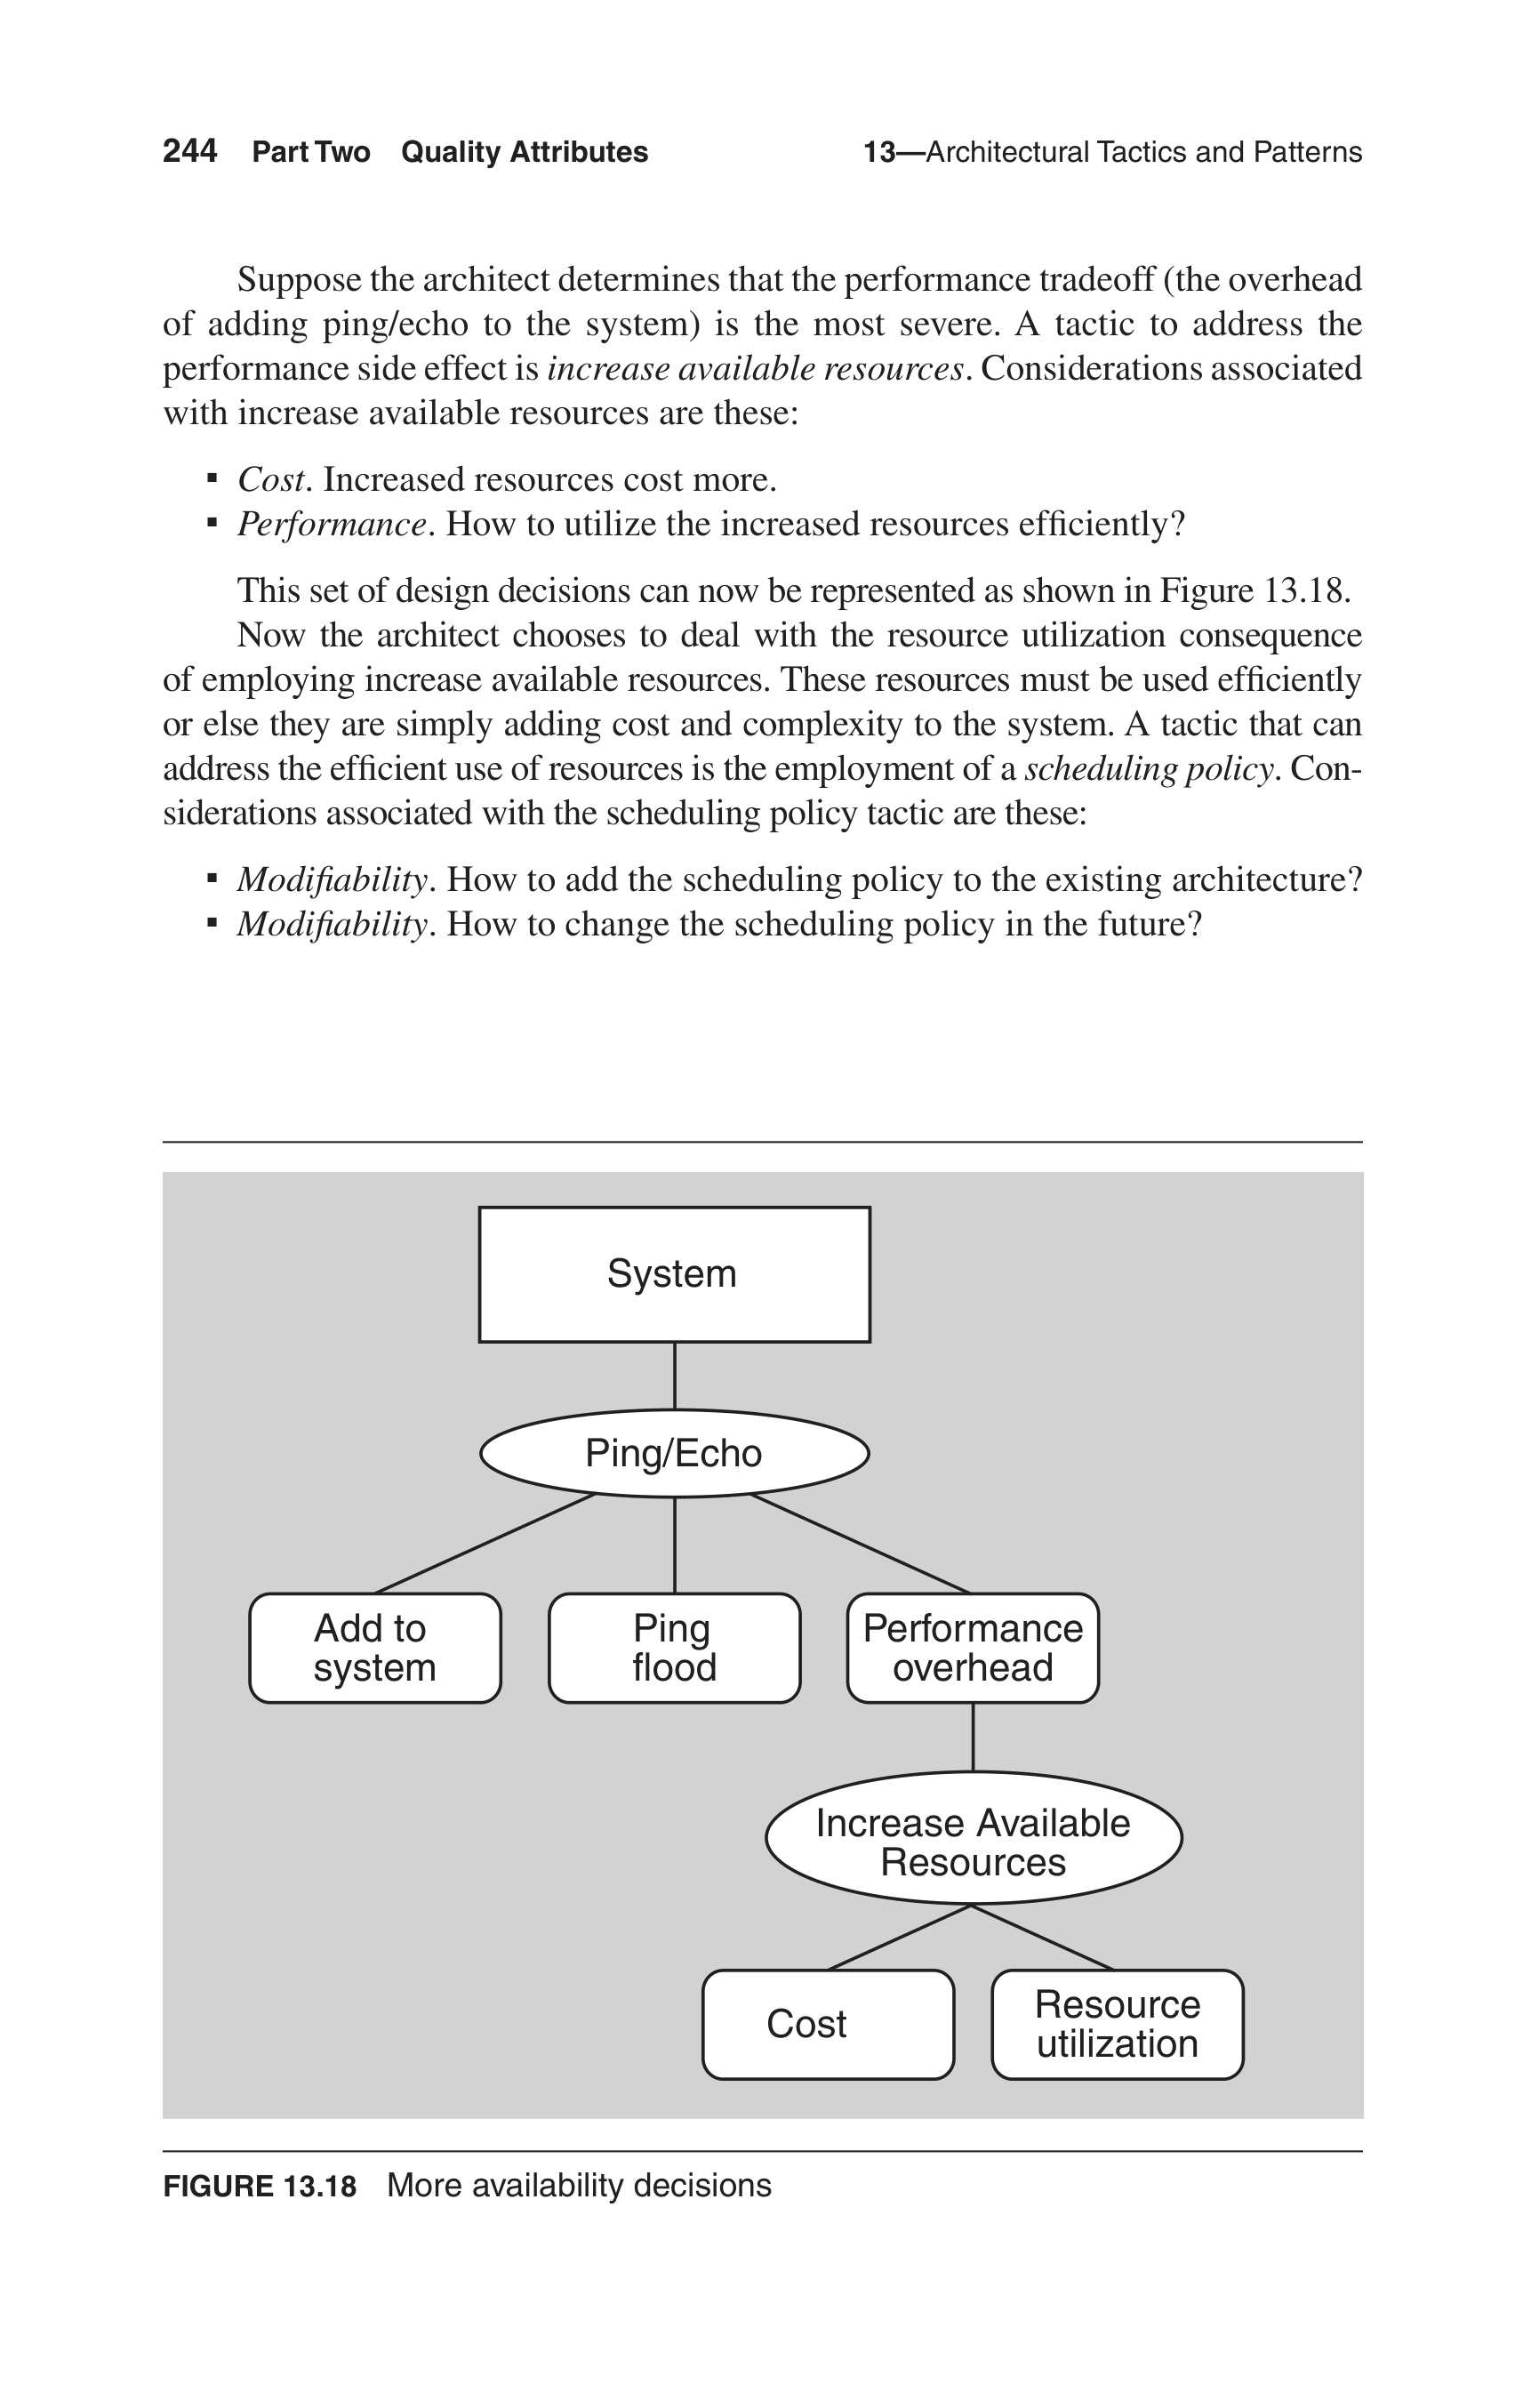 244 Part Two Quality Attributes 13—Architectural Tactics and Patterns
Suppose the architect determines that the performance tradeoff (the overhead
of adding ping/echo to the system) is the most severe. A tactic to address the
performance side effect is increase available resources. Considerations associated
with increase available resources are these:
▪ Cost. Increased resources cost more.
▪ Performance. How to utilize the increased resources efficiently?
This set of design decisions can now be represented as shown in Figure 13.18.
Now the architect chooses to deal with the resource utilization consequence
of employing increase available resources. These resources must be used efficiently
or else they are simply adding cost and complexity to the system. A tactic that can
address the efficient use of resources is the employment of a scheduling policy. Con-
siderations associated with the scheduling policy tactic are these:
▪ Modifiability. How to add the scheduling policy to the existing architecture?
▪ Modifiability. How to change the scheduling policy in the future?
System
Ping/Echo
Add to
system
Ping
flood
Performance
overhead
Increase Available
Resources
Cost
Resource
utilization
FIGURE 13.18 More availability decisions